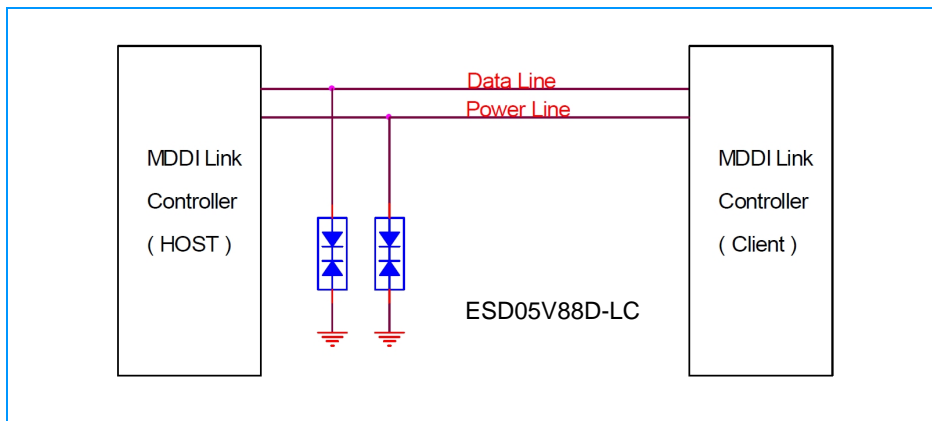 Data Line
Power Line
MDDI Link
Controller
( HOST )
MDDI Link
Controller
( Client )
ESD05V88D-LC